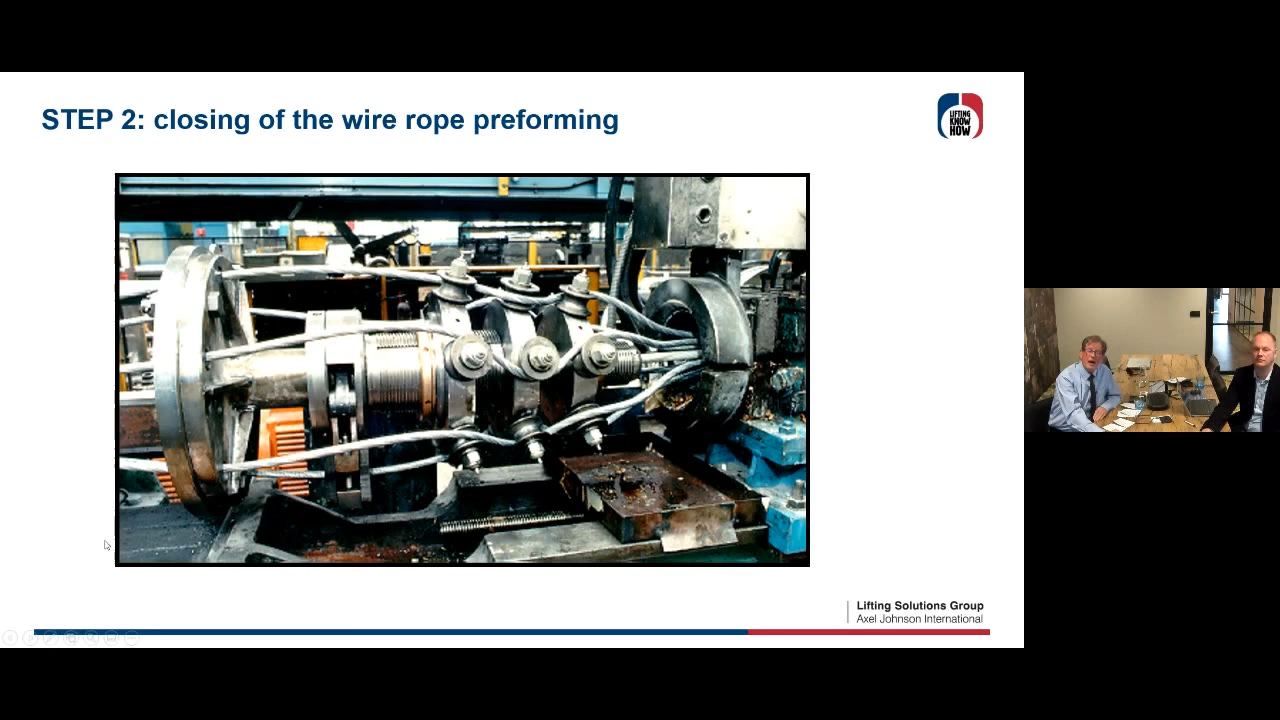 STEP 2: closing of the wire rope preforming
LIFTING
KNOW
HOW
Lifting Solutions Group
Axel Johnson International